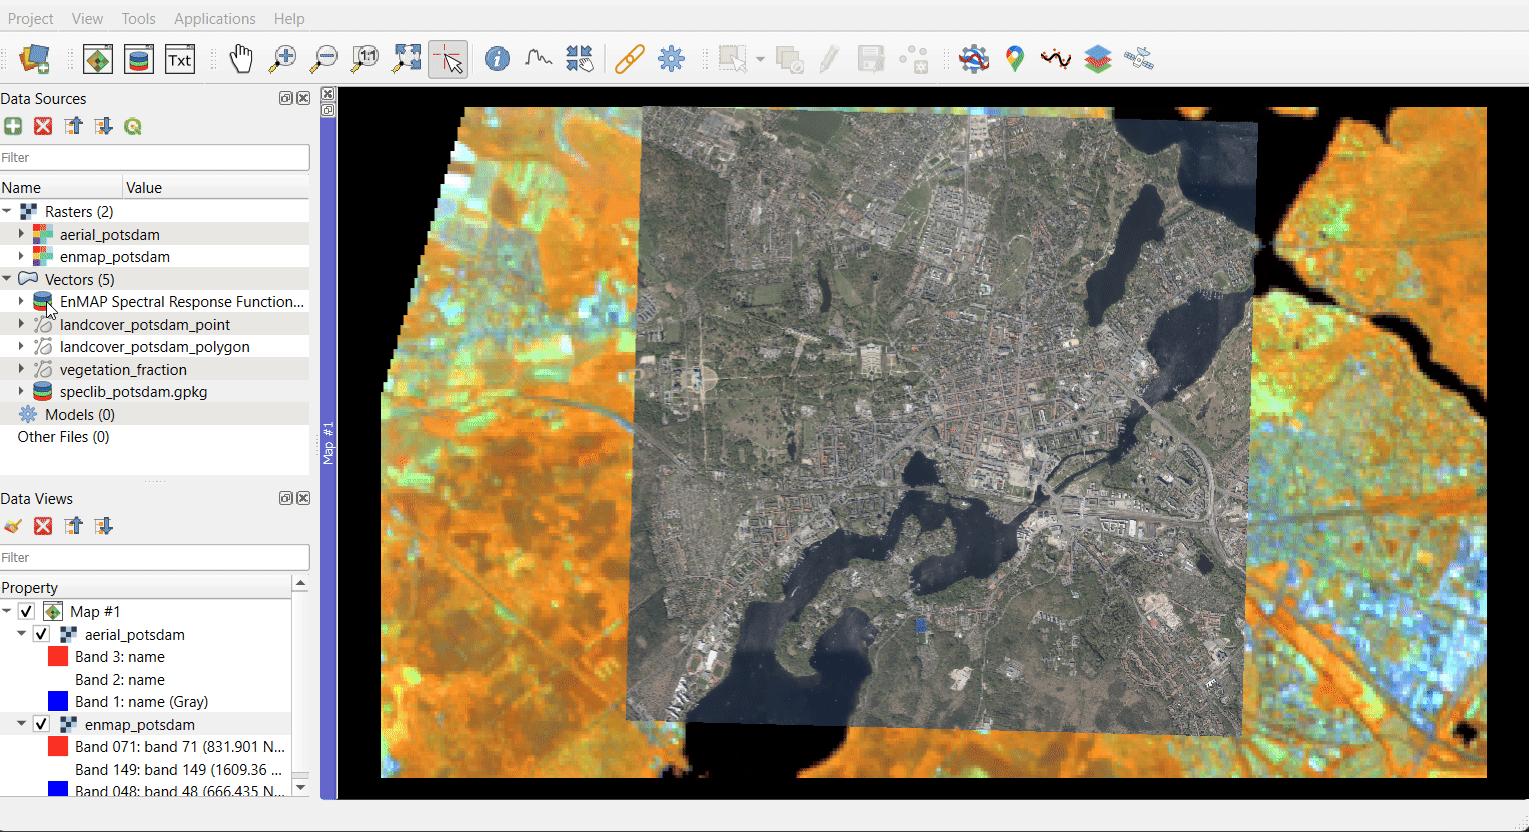 Project View Tools Applications Help
Txt 1:1
Data Sources
Filter
Name Value
Rasters (2)
aerial_potsdam
enmap_potsdam
Vectors (5)
EnMAP Spectral Response Function...
landcover_potsdam_point
landcover_potsdam_polygon
vegetation_fraction
speclib_potsdam.gpkg
Models (0)
Other Files (0)
Map #1
Data Views
Filter
Property
Map #1
aerial_potsdam
Band 3: name
Band 2: name
Band 1: name (Gray)
enmap_potsdam
Band 071: band 71 (831.901 N...
Band 149: band 149 (1609.36 ...
Band 048: band 48 (666.435 N...